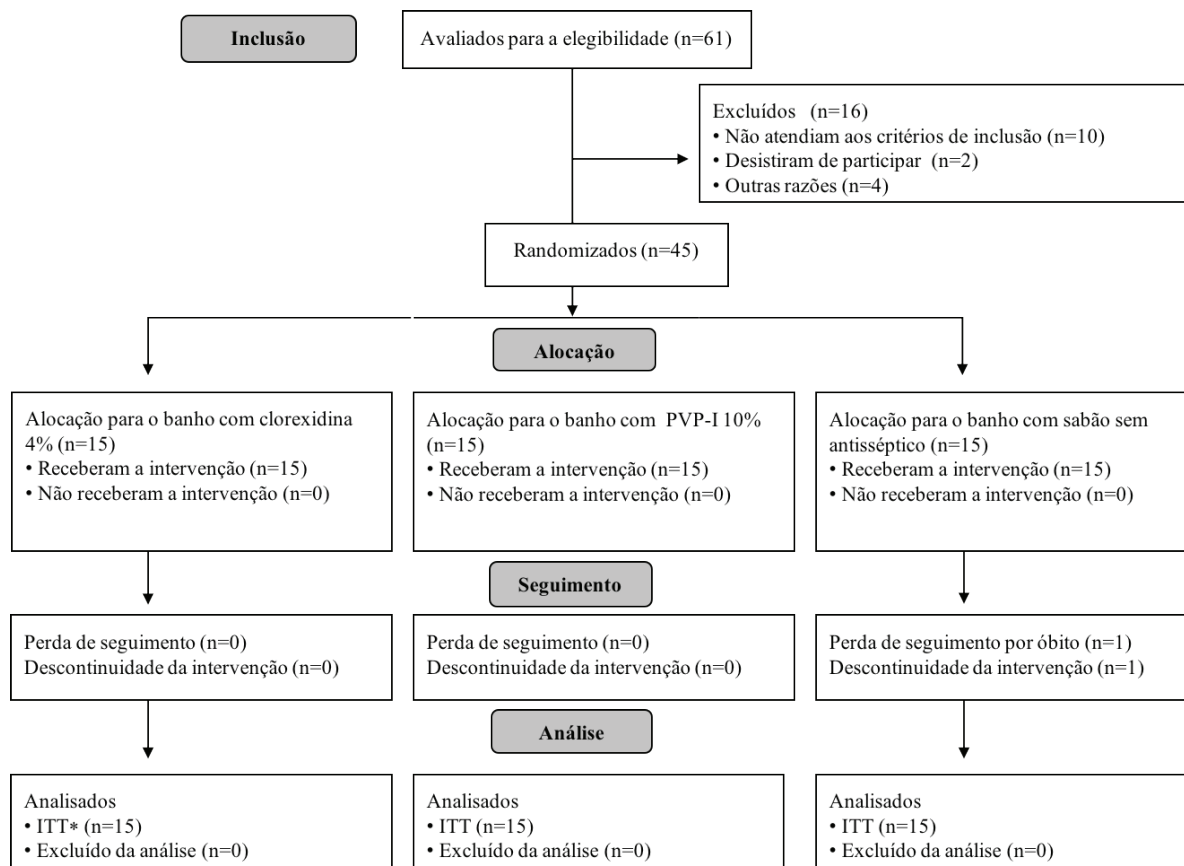 Inclusão
Avaliados para a elegibilidade (n=61)
Excluídos (n=16)
• Não atendiam aos critérios de inclusão (n=10)
• Desistiram de participar (n=2)
• Outras razões (n=4)
Randomizados (n=45)
Alocação
Alocação para o banho com clorexidina
4% (n=15)
• Receberam a intervenção (n=15)
• Não receberam a intervenção (n=0)
Alocação para o banho com PVP-I 10%
(n=15)
• Receberam a intervenção (n=15)
• Não receberam a intervenção (n=0)
Alocação para o banho com sabão sem
antisséptico (n=15)
• Receberam a intervenção (n=15)
• Não receberam a intervenção (n=0)
Seguimento
Perda de seguimento (n=0)
Descontinuidade da intervenção (n=0)
Perda de seguimento (n=0)
Descontinuidade da intervenção (n=0)
Perda de seguimento por óbito (n=1)
Descontinuidade da intervenção (n=1)
Análise
Analisados
• ITT* (n=15)
• Excluído da análise (n=0)
Analisados
• ITT (n=15)
• Excluído da análise (n=0)
Analisados
• ITT (n=15)
• Excluído da análise (n=0)